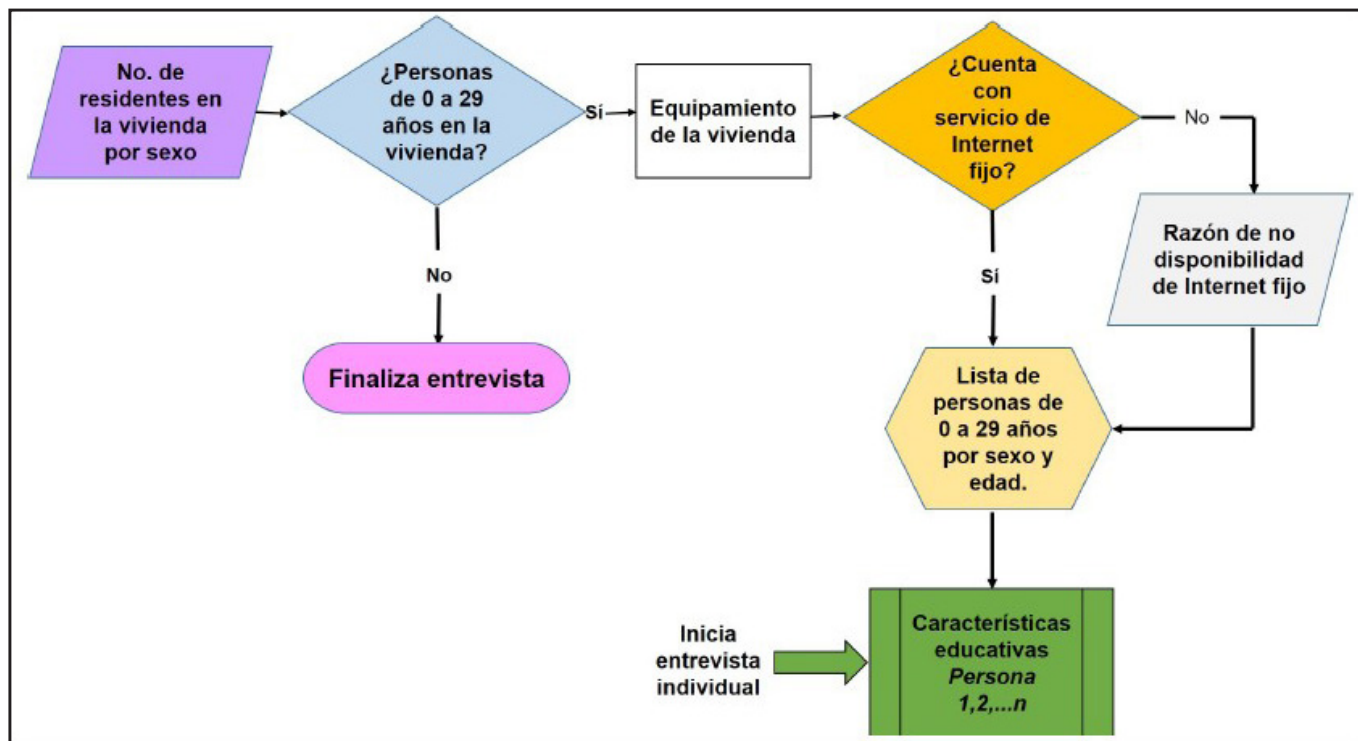 No. de
residentes en
la vivienda
por sexo
¿Personas
de 0 a 29
años en la
vivienda?
Sí
Equipamiento
de la vivienda
¿Cuenta
con
servicio de
Internet
fijo?
No
Razón de no
disponibilidad
de Internet fijo
No
Finaliza entrevista
Sí
Lista de
personas de
0 a 29 años
por sexo y
edad.
Inicia
entrevista
individual
Características
educativas
Persona
1,2,...n